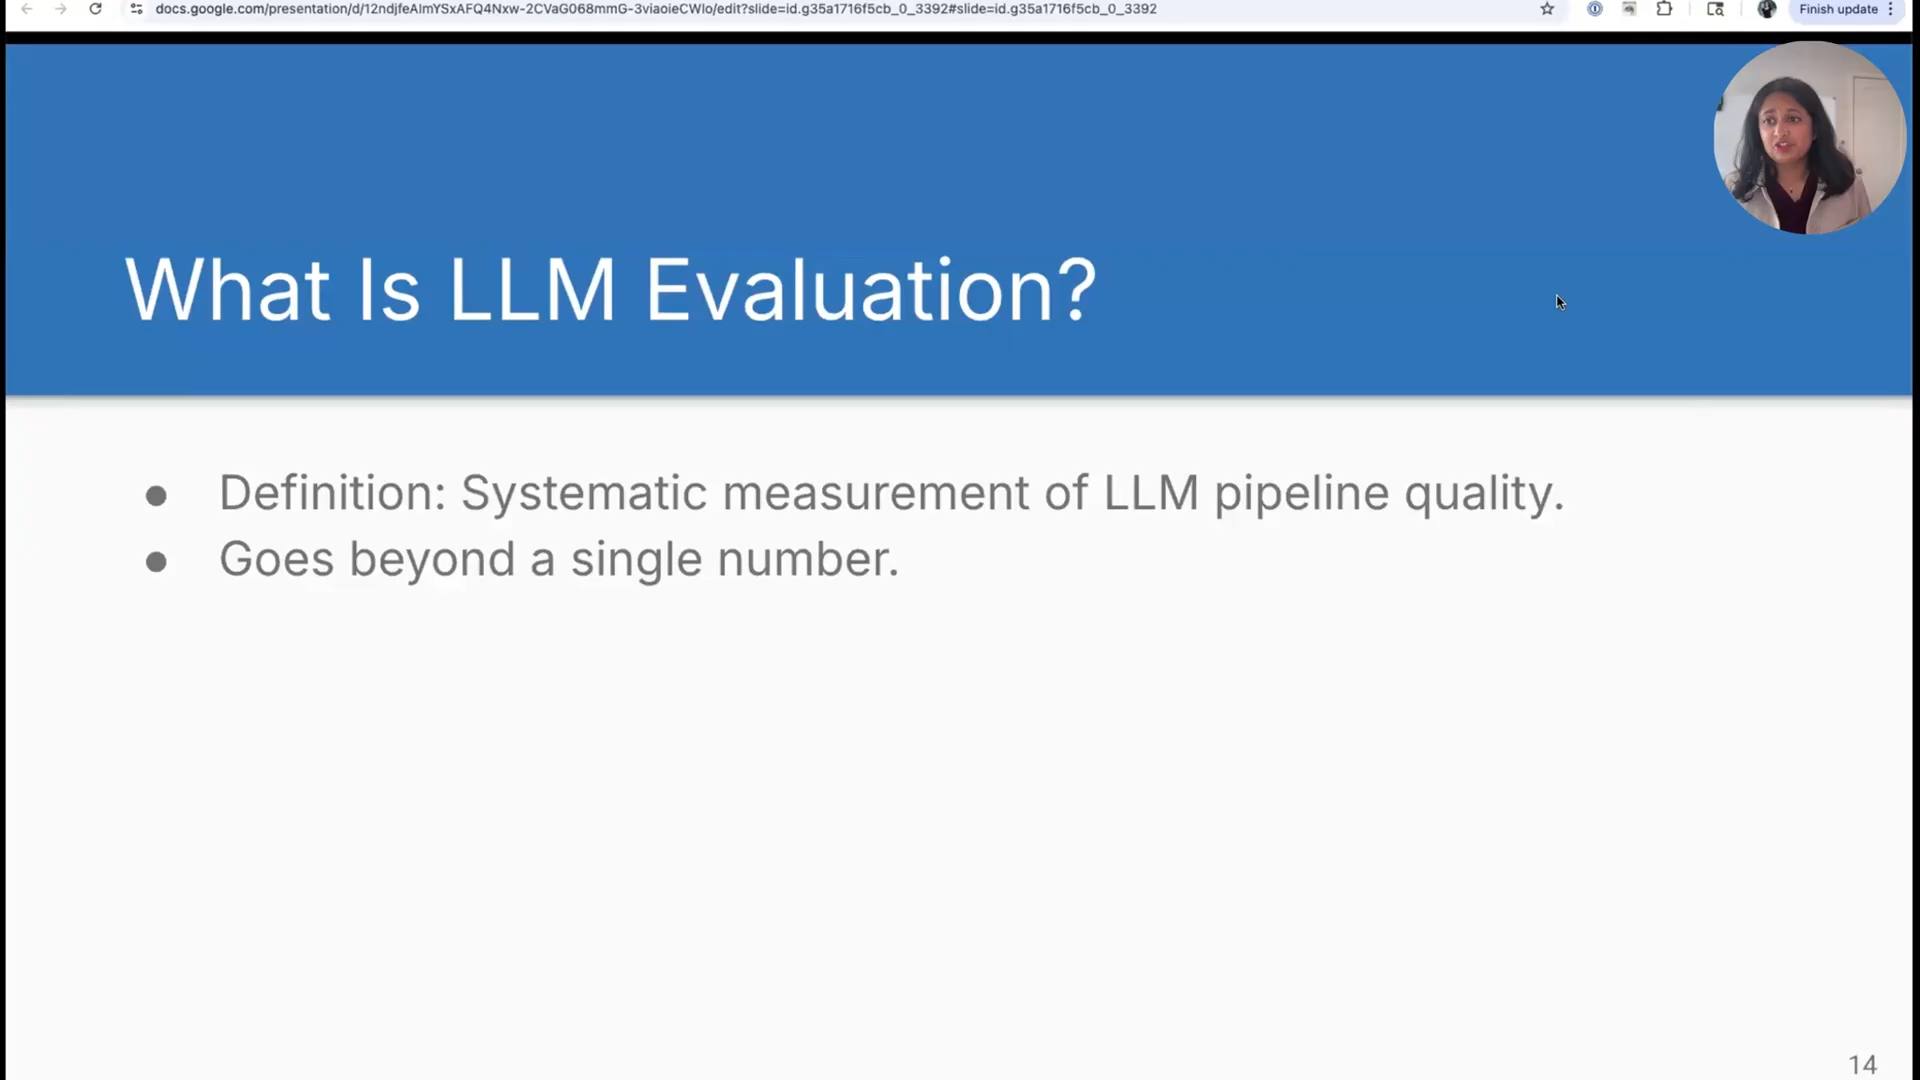 docs.google.com/presentation/d/12ndjfeAlmYSxAFQ4Nxw-2CVaG068mmG-3viaoieCWlo/edit?slide=id.g35a1716f5cb_0_3392#slide=id.g35a1716f5cb_0_3392
Finish update
What Is LLM Evaluation?
● Definition: Systematic measurement of LLM pipeline quality.
● Goes beyond a single number.
14